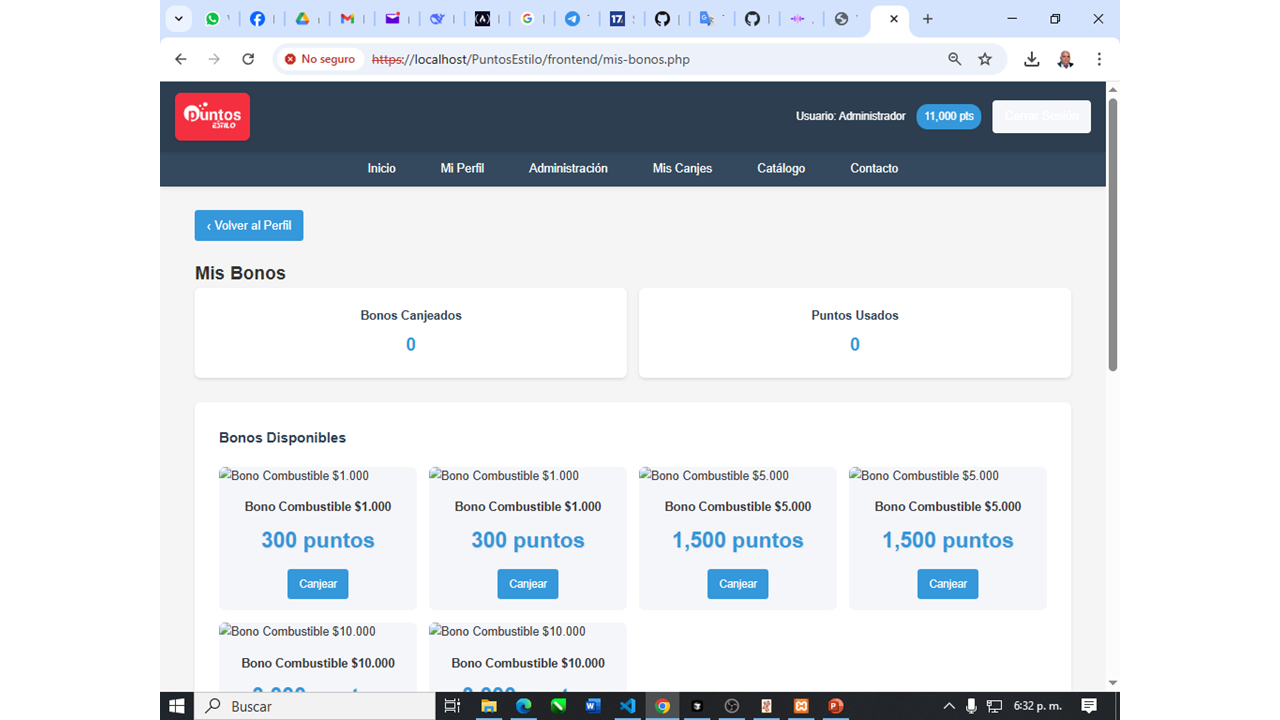 No seguro
https://localhost/PuntosEstilo/frontend/mis-bonos.php
Puntos
ESTILO
Usuario: Administrador
11,000 pts
Cerrar Sesión
Inicio
Mi Perfil
Administración
Mis Canjes
Catálogo
Contacto
‹ Volver al Perfil
Mis Bonos
Bonos Canjeados
0
Puntos Usados
0
Bonos Disponibles
Bono Combustible $1.000
Bono Combustible $1.000
300 puntos
Canjear
Bono Combustible $1.000
Bono Combustible $1.000
300 puntos
Canjear
Bono Combustible $5.000
Bono Combustible $5.000
1,500 puntos
Canjear
Bono Combustible $5.000
Bono Combustible $5.000
1,500 puntos
Canjear
Bono Combustible $10.000
Bono Combustible $10.000
Bono Combustible $10.000
Bono Combustible $10.000
Buscar
6:32 p. m.